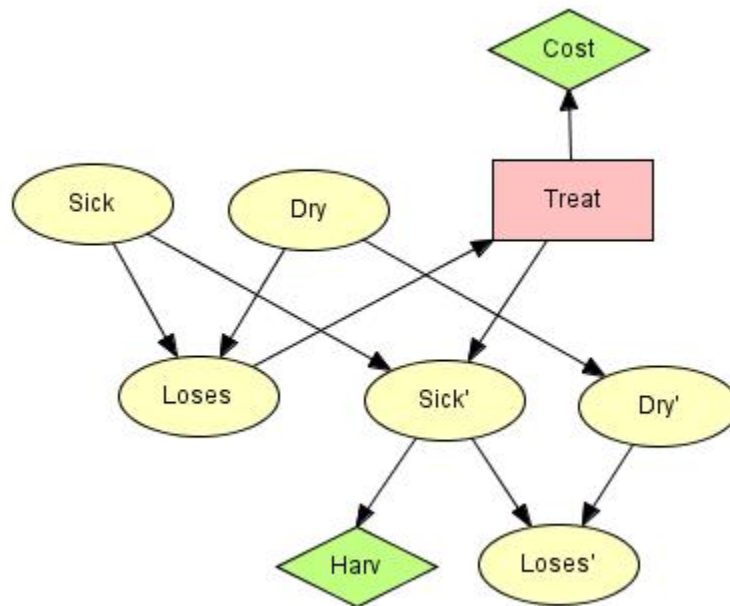 Cost
Sick
Dry
Treat
Loses
Sick'
Dry'
Harv
Loses'